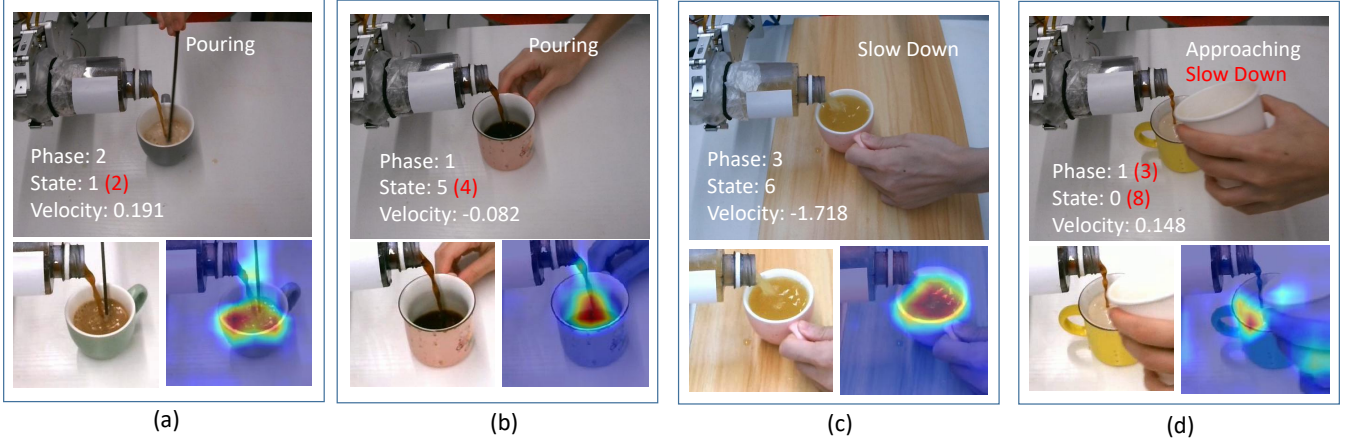 Pouring
Phase: 2
State: 1 (2)
Velocity: 0.191
(a)
Pouring
Phase: 1
State: 5 (4)
Velocity: -0.082
(b)
Slow Down
Phase: 3
State: 6
Velocity: -1.718
(c)
Approaching
Slow Down
Phase: 1 (3)
State: 0 (8)
Velocity: 0.148
(d)